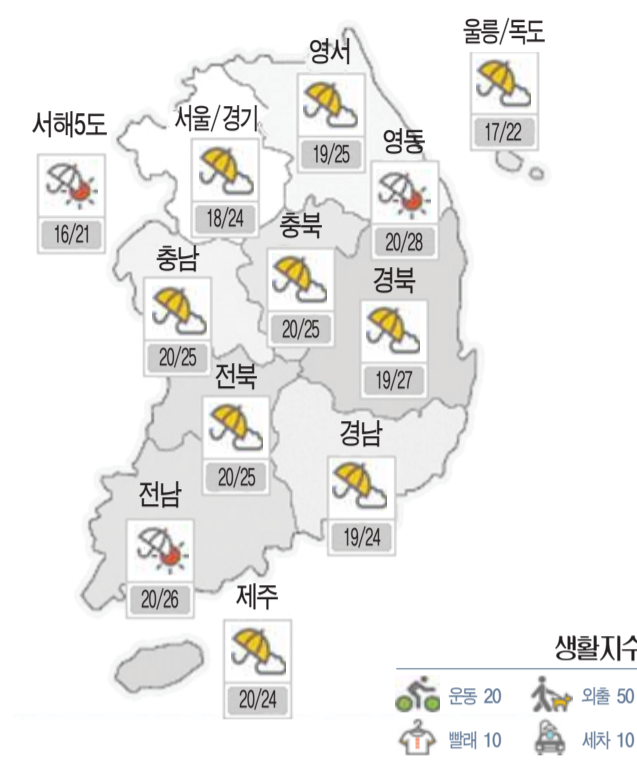 울릉/독도
17/22
영서
19/25
서해5도
16/21
서울/경기
18/24
영동
20/28
충북
20/25
충남
20/25
경북
19/27
전북
20/25
경남
19/24
전남
20/26
제주
20/24
생활지수
운동 20 외출 50
빨래 10 세차 10